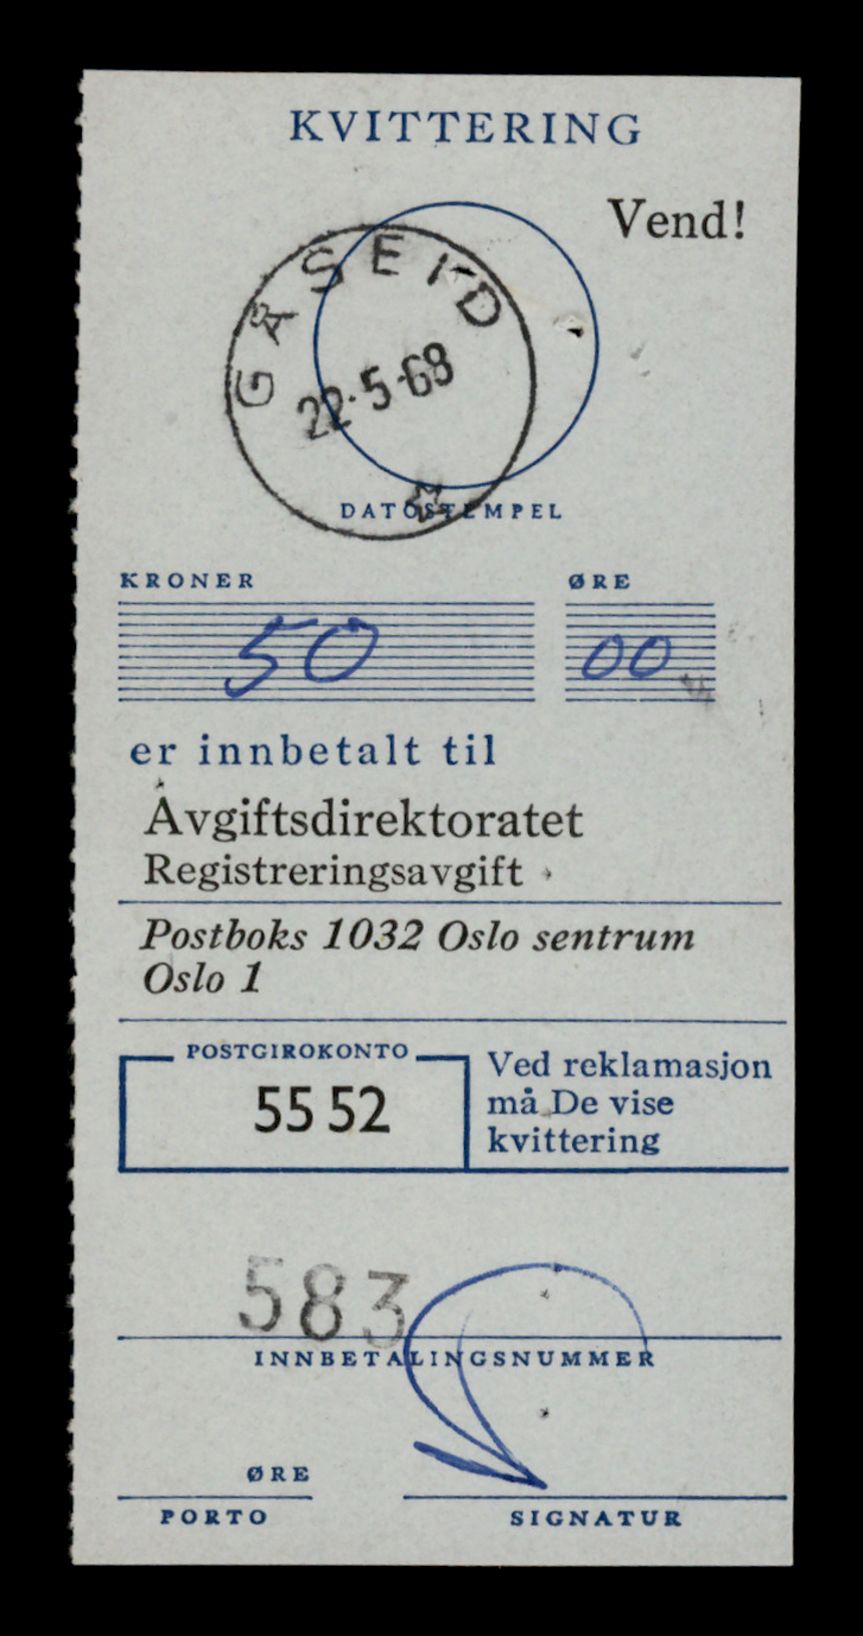 KVITTERING
Vend!
GÅSEID
22·5·68
DATOSTEMPEL
KRONER ØRE
50 00
er innbetalt til
Avgiftsdirektoratet
Registreringsavgift
Postboks 1032 Oslo sentrum
Oslo 1
POSTGIROKONTO
55 52
Ved reklamasjon
må De vise
kvittering
583
INNBETALINGSNUMMER
ØRE
PORTO SIGNATUR